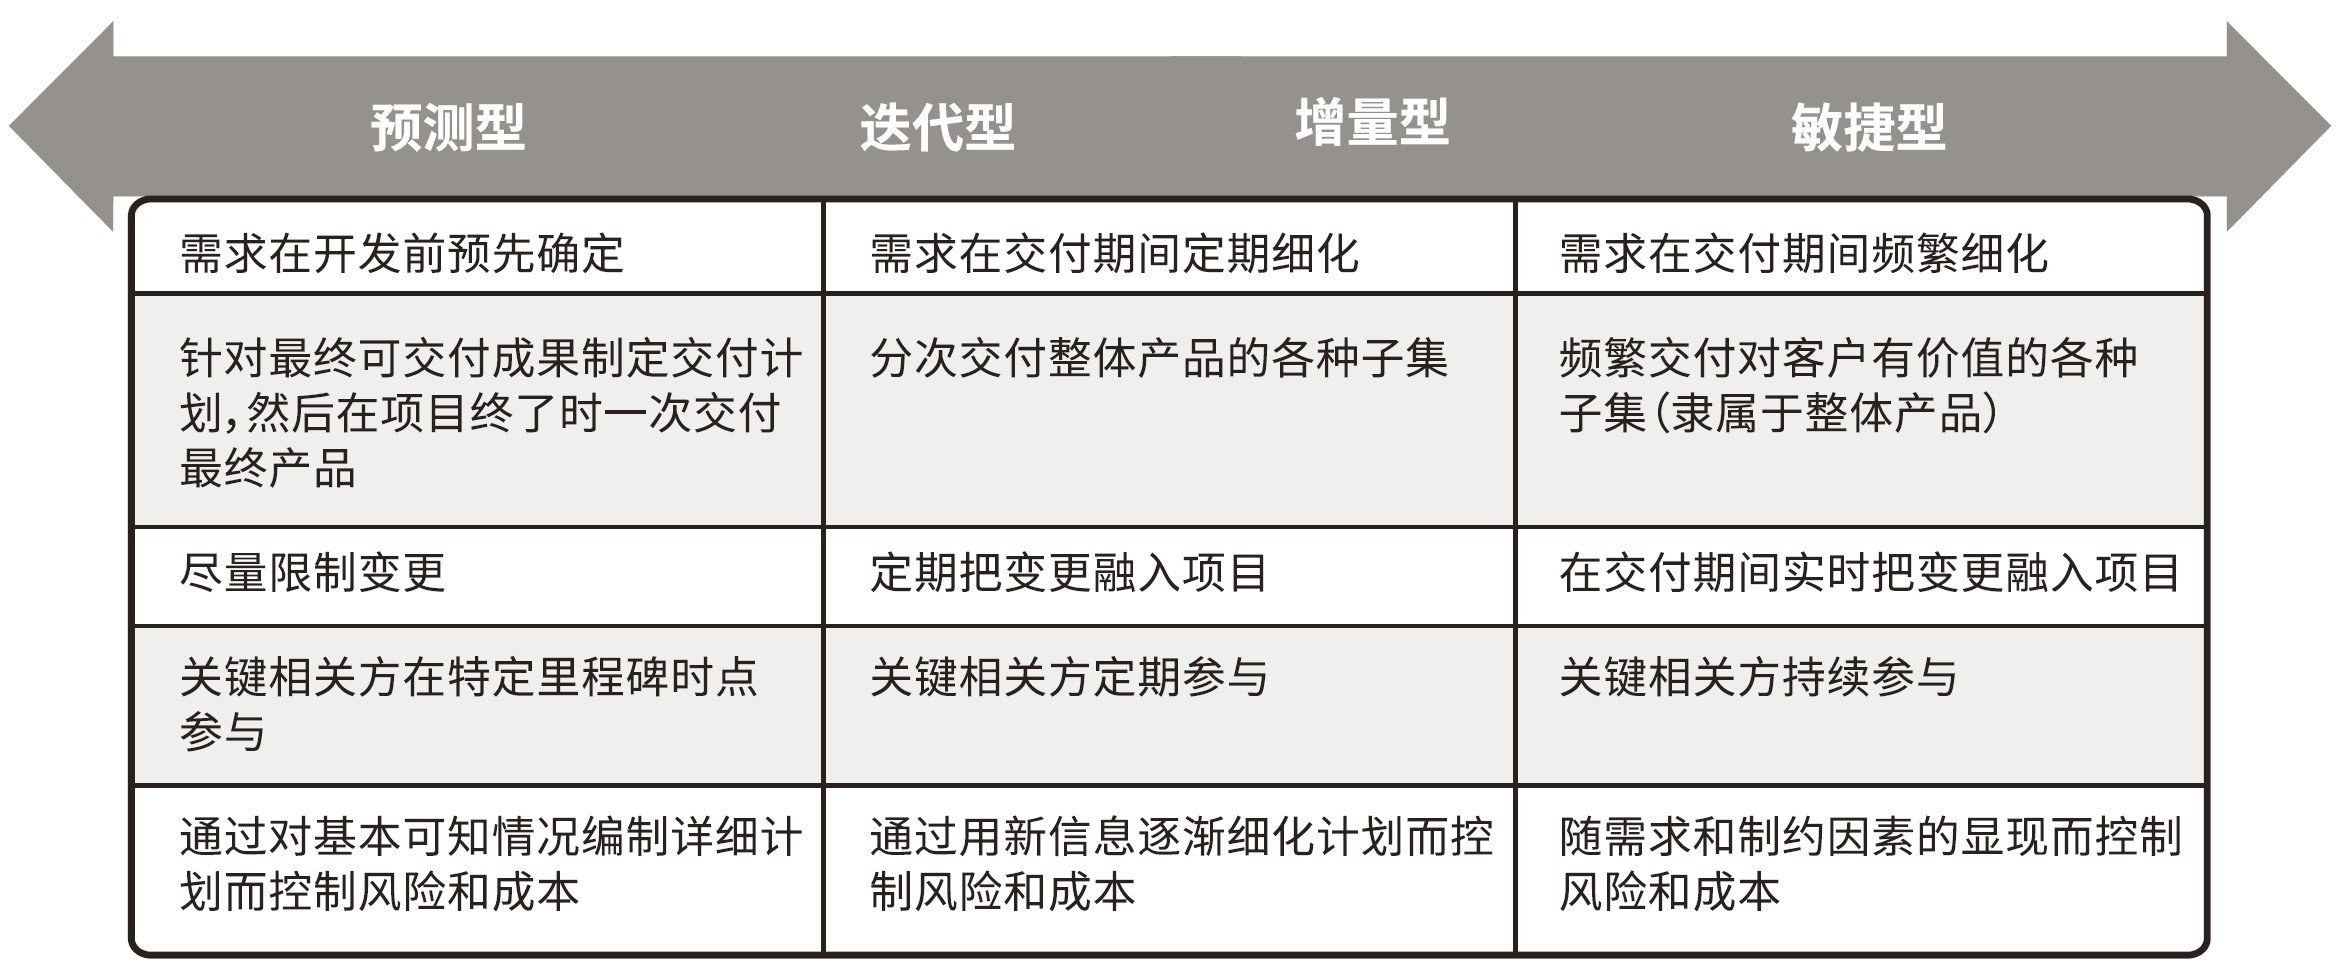 预测型 迭代型 增量型 敏捷型
需求在开发前预先确定
需求在交付期间定期细化
需求在交付期间频繁细化
针对最终可交付成果制定交付计
划，然后在项目终了时一次交付
最终产品
分次交付整体产品的各种子集
频繁交付对客户有价值的各种
子集（隶属于整体产品）
尽量限制变更
定期把变更融入项目
在交付期间实时把变更融入项目
关键相关方在特定里程碑时点
参与
关键相关方定期参与
关键相关方持续参与
通过对基本可知情况编制详细计
划而控制风险和成本
通过用新信息逐渐细化计划而控
制风险和成本
随需求和制约因素的显现而控制
风险和成本